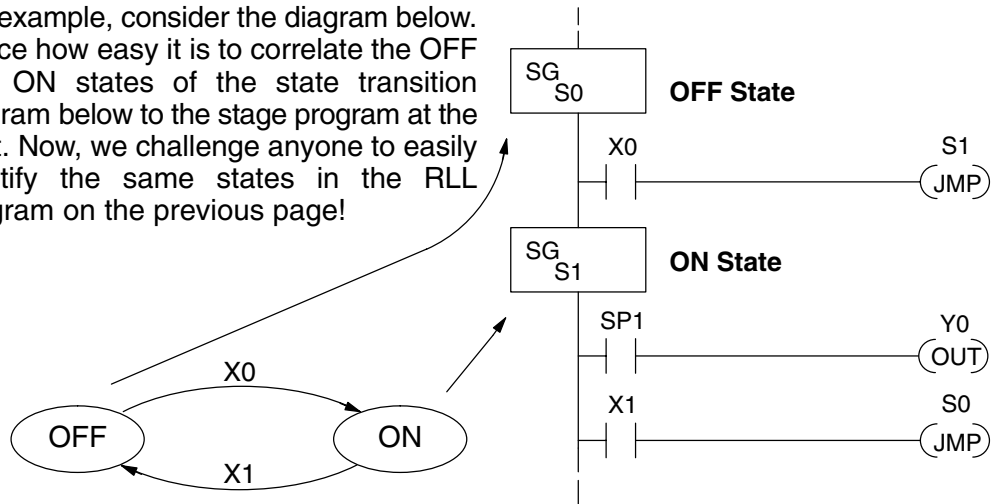 example, consider the diagram below.
ce how easy it is to correlate the OFF
ON states of the state transition
ram below to the stage program at the
. Now, we challenge anyone to easily
tify the same states in the RLL
gram on the previous page!
SG
S0
OFF State
X0
S1
JMP
SG
S1
ON State
SP1
Y0
OUT
X1
S0
JMP
X0
OFF
ON
X1